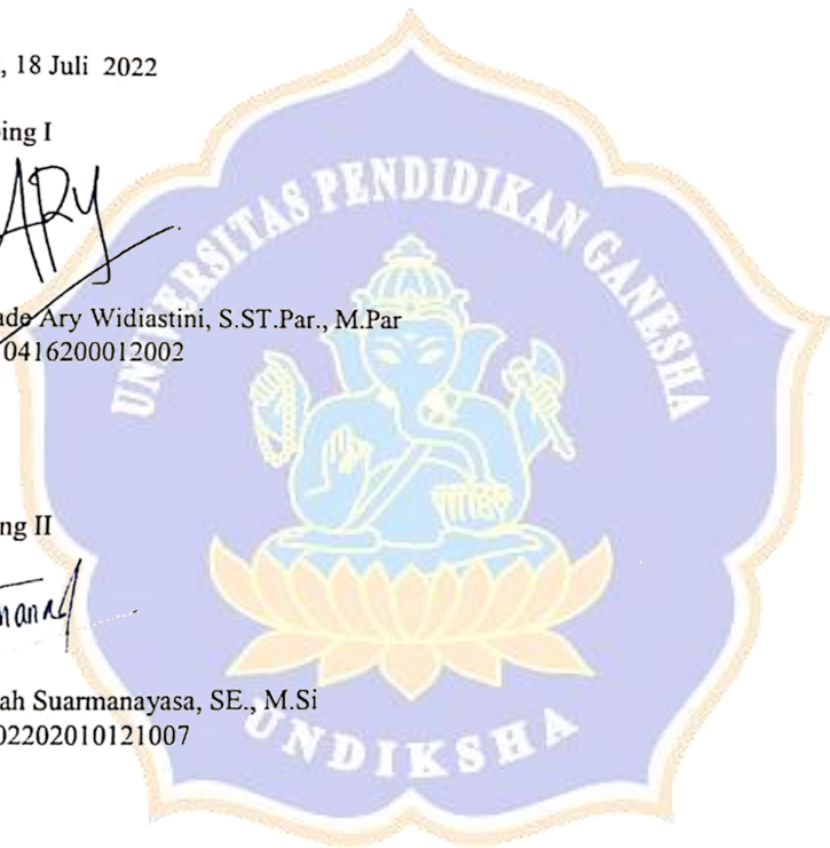 , 18 Juli 2022
ing I
ARY
ade Ary Widiastini, S.ST.Par., M.Par
0416200012002
ng II
ah Suarmanayasa, SE., M.Si
02202010121007
UNIVERSITAS PENDIDIKAN GANESHA
UNDIKSHA